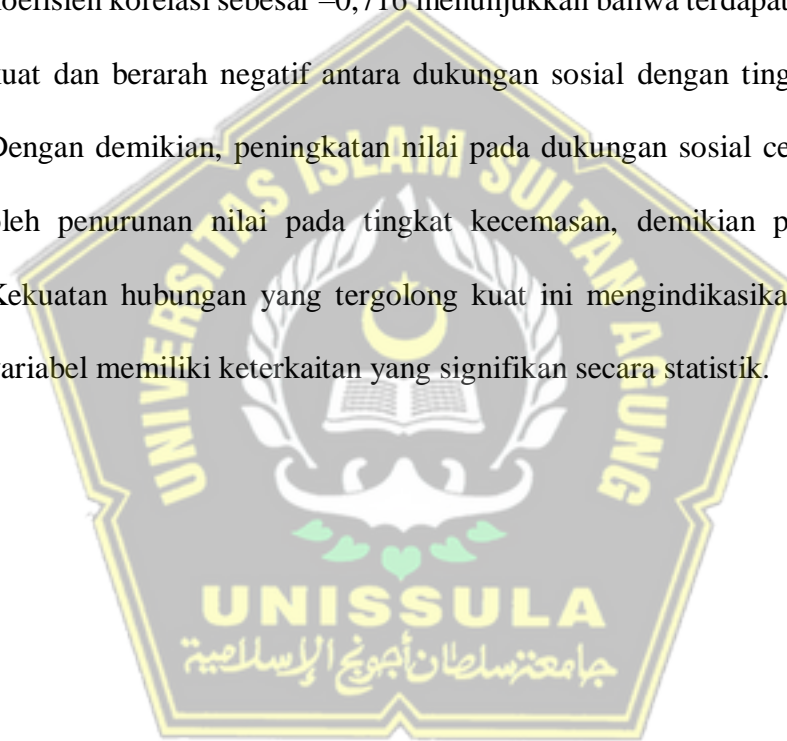 koefisien korelasi sebesar –0,716 menunjukkan bahwa terdapat
kuat dan berarah negatif antara dukungan sosial dengan ting
Dengan demikian, peningkatan nilai pada dukungan sosial ce
oleh penurunan nilai pada tingkat kecemasan, demikian p
Kekuatan hubungan yang tergolong kuat ini mengindikasika
variabel memiliki keterkaitan yang signifikan secara statistik.
UNIVERSITAS ISLAM SULTAN AGUNG
UNISSULA
جامعتنسلطان أجونج الإسلامية